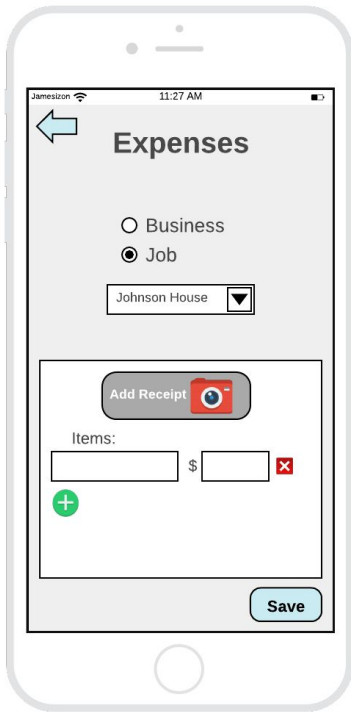 Jamesizon 11:27 AM
Expenses
Business
Job
Johnson House
Add Receipt
Items:
$
Save